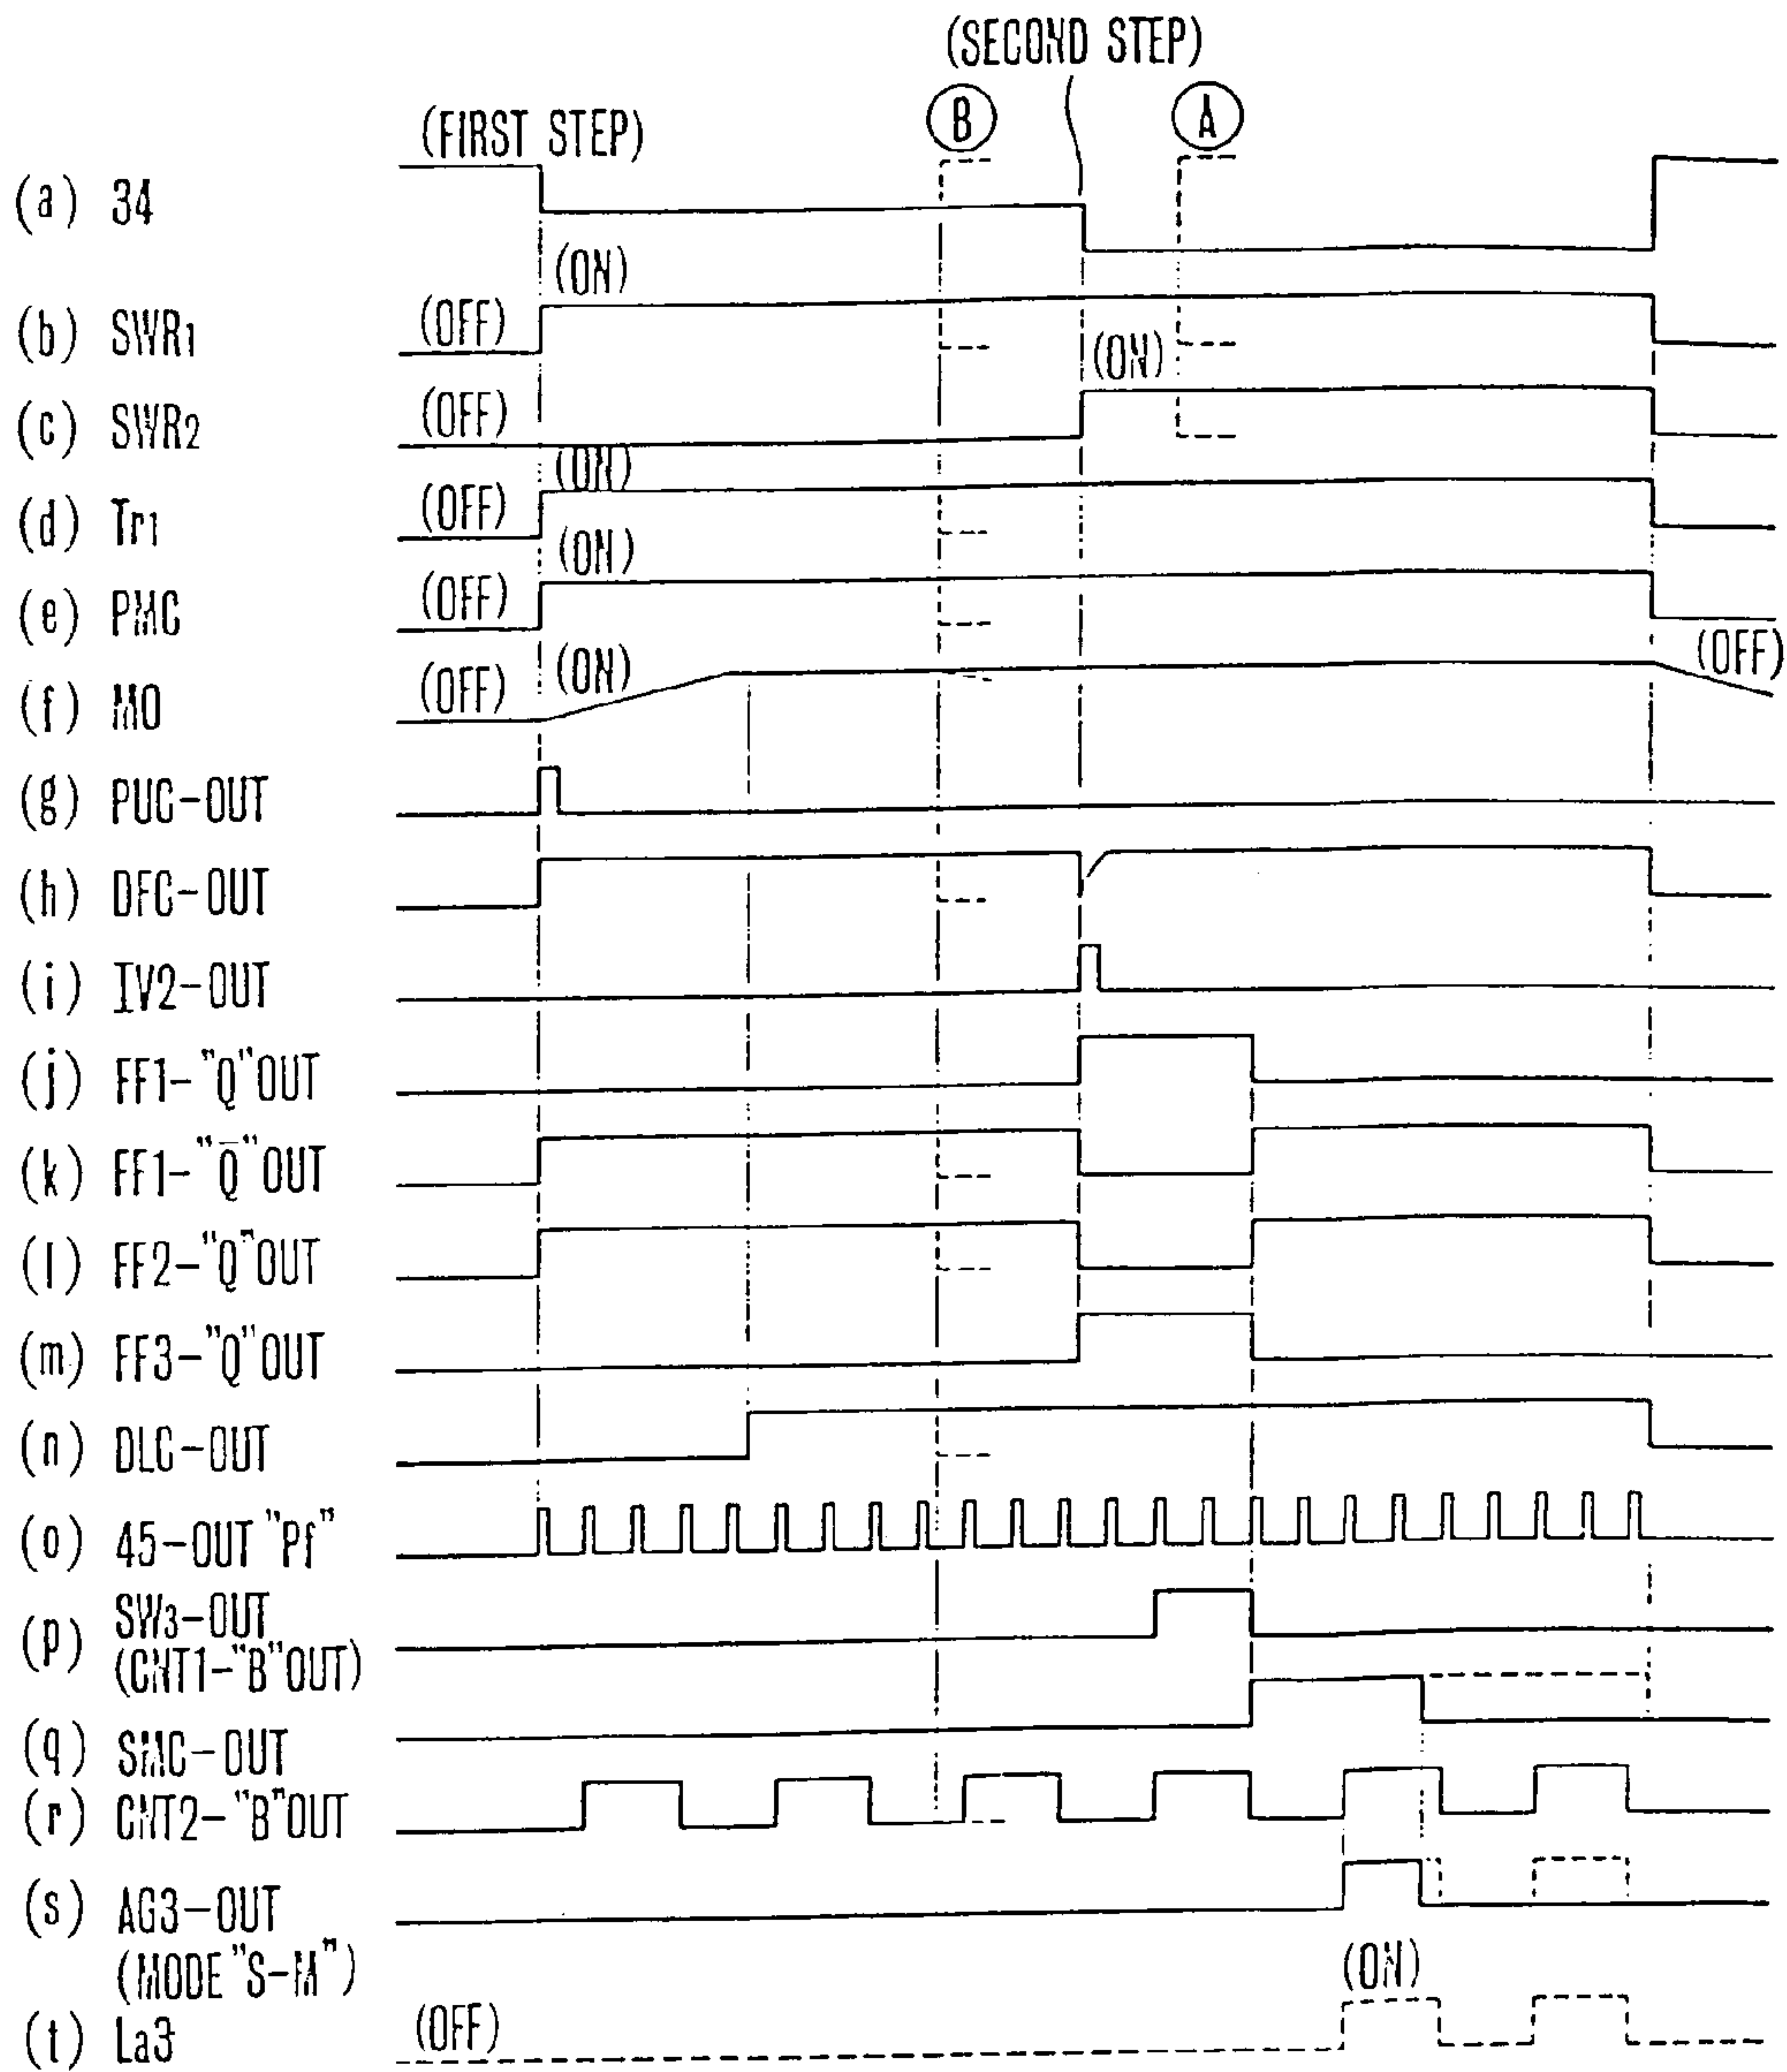 (SECOND STEP)
(FIRST STEP)
B
A
(a) 34
(ON)
(b) SWR1
(OFF)
(ON)
(c) SWR2
(OFF)
(ON)
(d) Tr1
(OFF)
(ON)
(e) PMC
(OFF)
(f) MO
(OFF)
(ON)
(OFF)
(g) PUC-OUT
(h) DFC-OUT
(i) IV2-OUT
(j) FF1-"Q"OUT
(k) FF1-"Q̄"OUT
(l) FF2-"Q"OUT
(m) FF3-"Q"OUT
(n) DLC-OUT
(o) 45-OUT "Pf"
(p) SW3-OUT
(CNT1-"B"OUT)
(q) SMC-OUT
(r) CNT2-"B"OUT
(s) AG3-OUT
(MODE "S-M")
(ON)
(t) La3
(OFF)